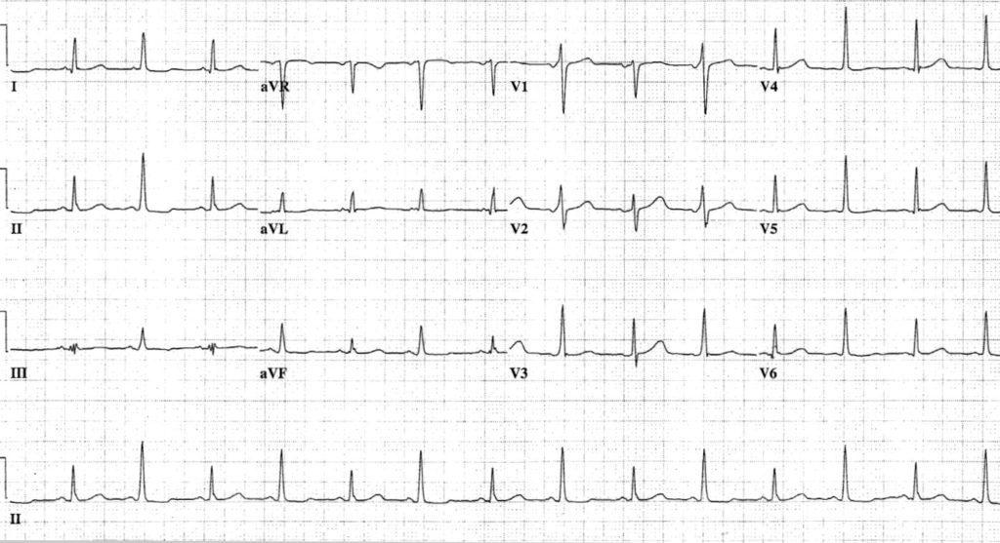 I aVR V1 V4
II aVL V2 V5
III aVF V3 V6
II